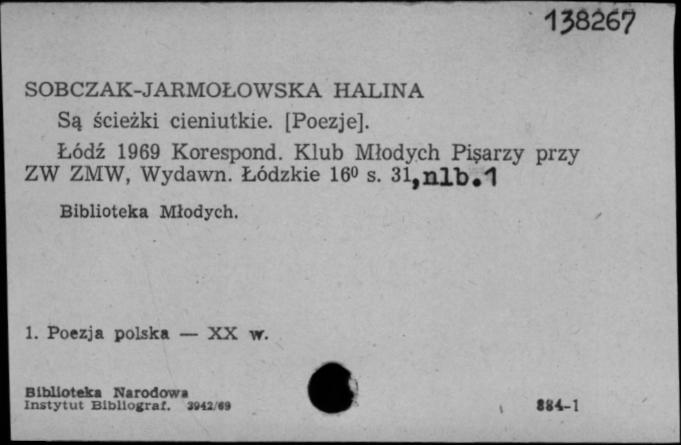 138267
SOBCZAK-JARMOŁOWSKA HALINA
Są ścieżki cieniutkie. [Poezje].
Łódź 1969 Korespond. Klub Młodych Pisarzy przy
ZW ZMW, Wydawn. Łódzkie 16⁰ s. 31, nlb.1
Biblioteka Młodych.
1. Poezja polska — XX w.
Biblioteka Narodowa
Instytut Bibliograf. 3942/69
884-1